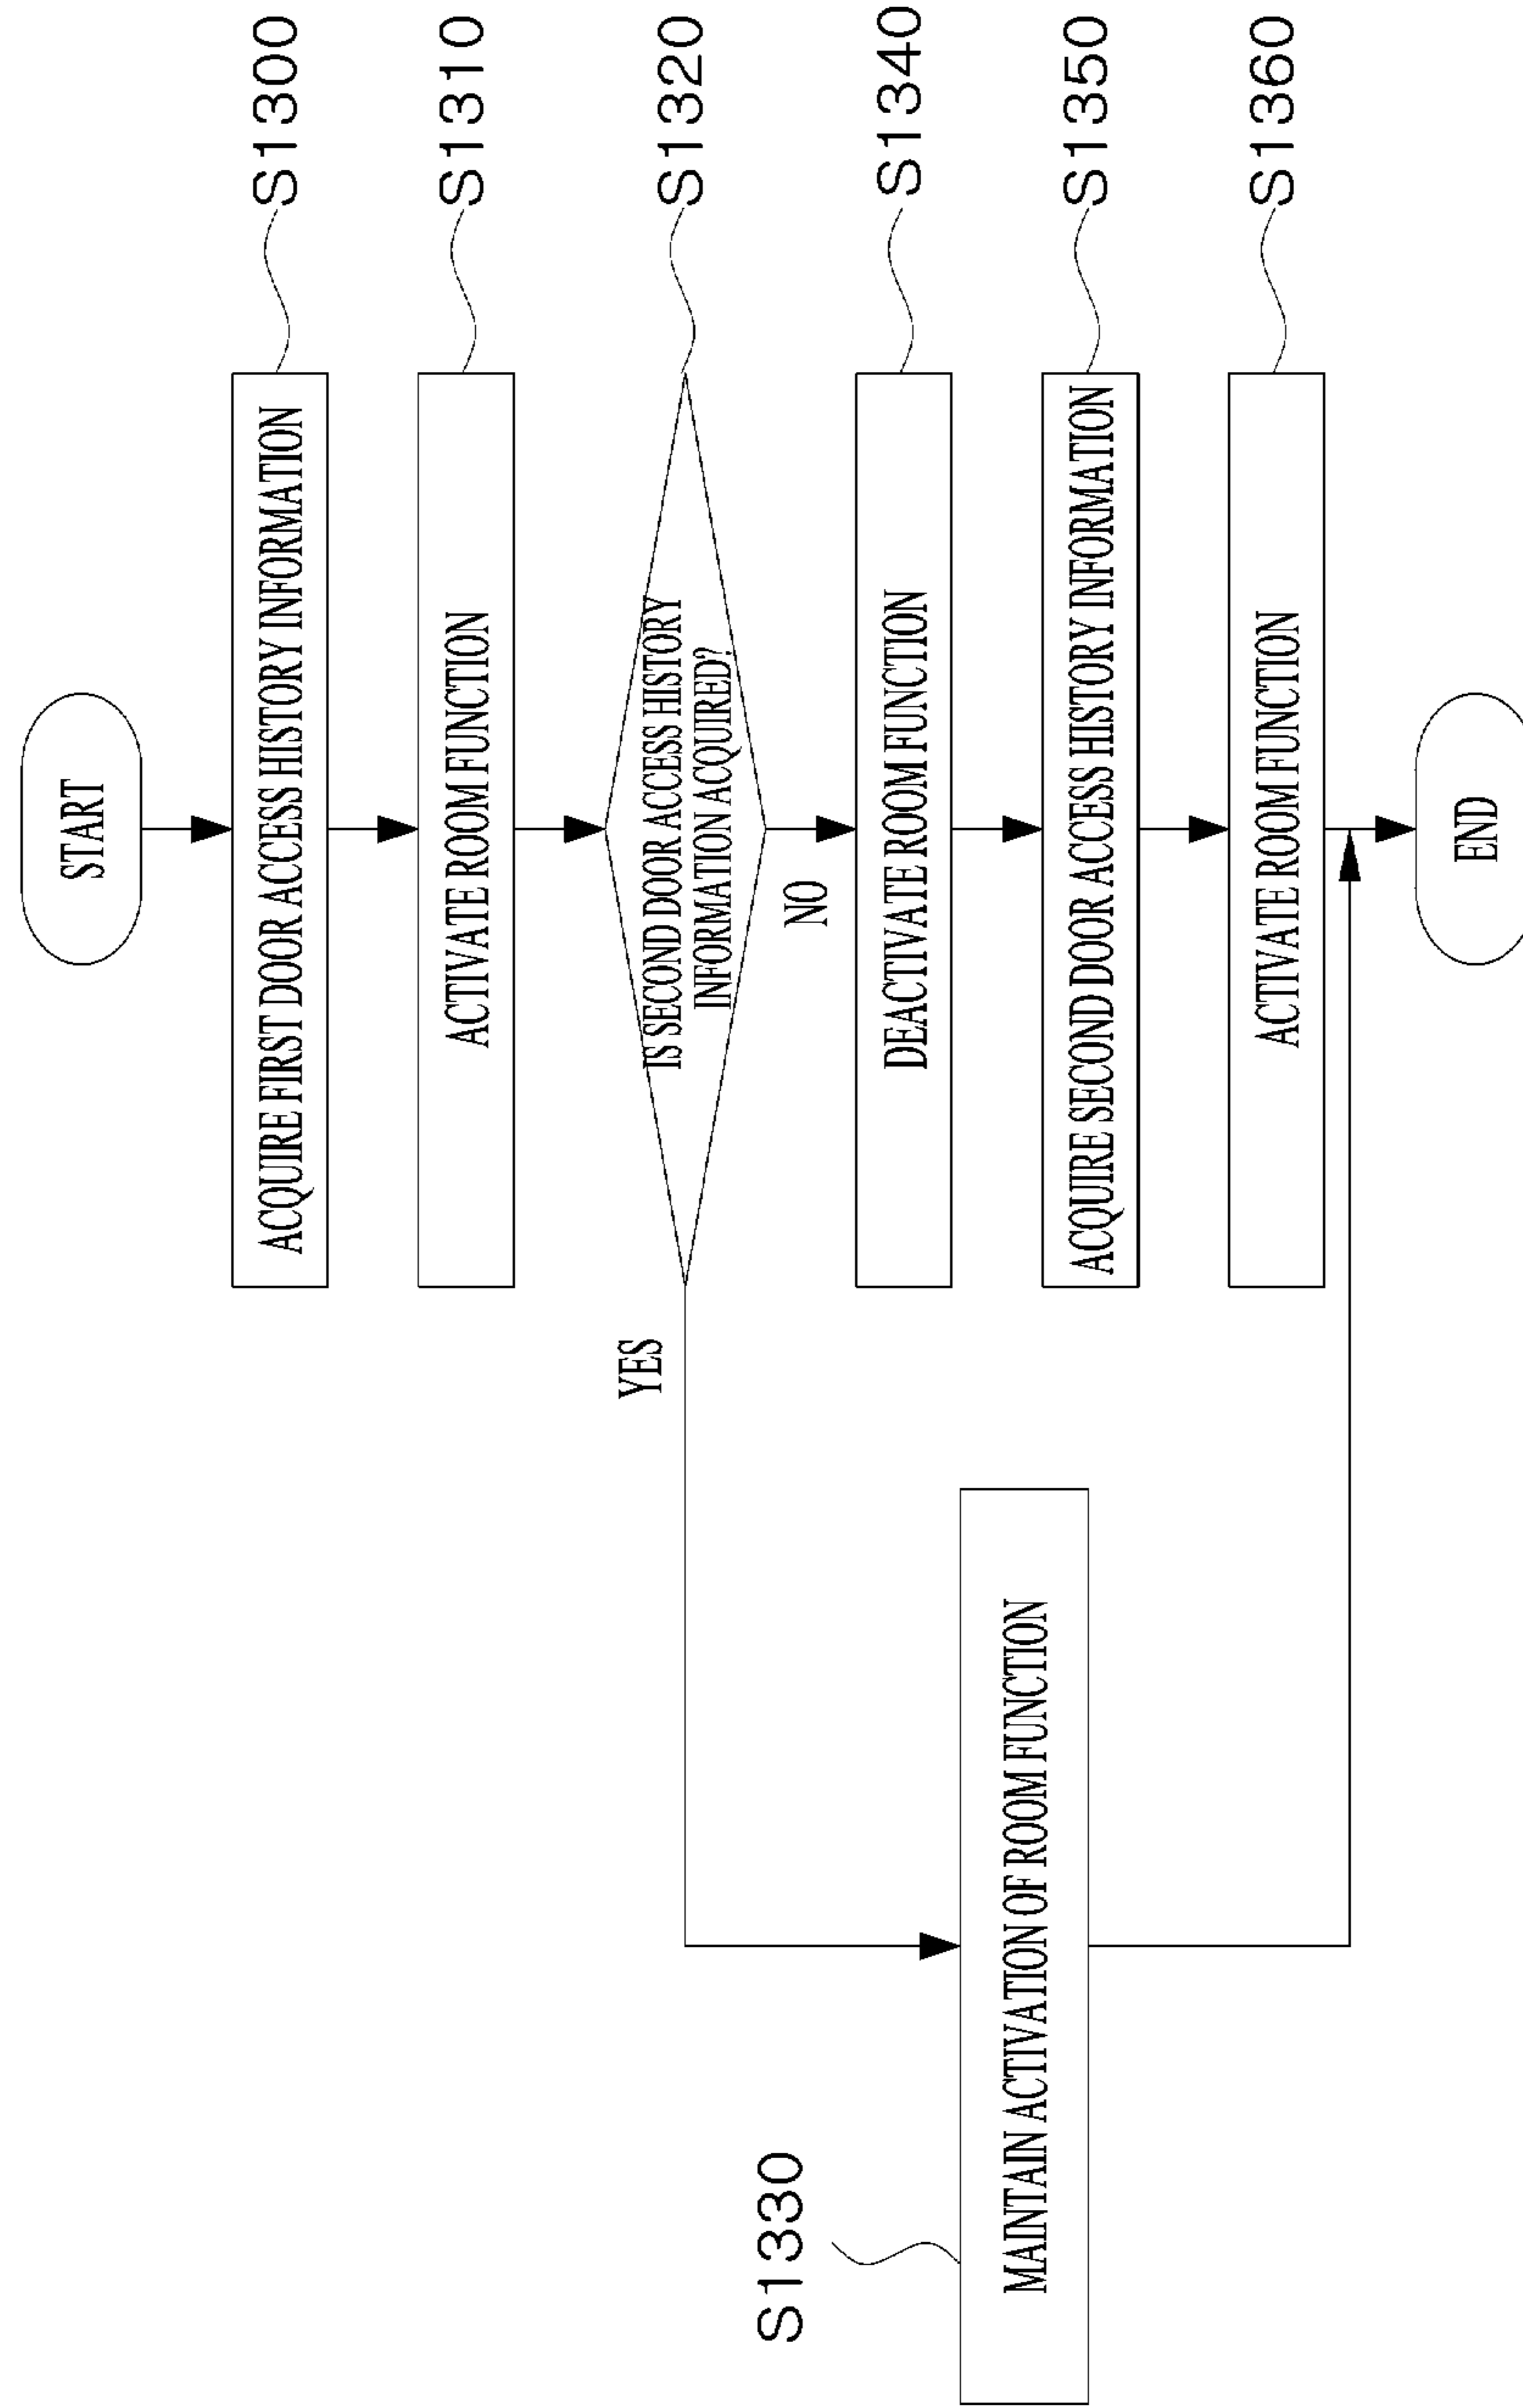 START
ACQUIRE FIRST DOOR ACCESS HISTORY INFORMATION
S1300
ACTIVATE ROOM FUNCTION
S1310
IS SECOND DOOR ACCESS HISTORY
INFORMATION ACQUIRED?
S1320
YES
NO
S1330
MAINTAIN ACTIVATION OF ROOM FUNCTION
DEACTIVATE ROOM FUNCTION
S1340
ACQUIRE SECOND DOOR ACCESS HISTORY INFORMATION
S1350
ACTIVATE ROOM FUNCTION
S1360
END